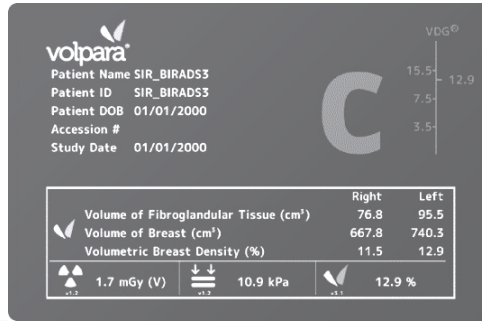 volpara®
Patient Name SIR_BIRADS3
Patient ID SIR_BIRADS3
Patient DOB 01/01/2000
Accession #
Study Date 01/01/2000
C
VDG®
15.5
12.9
7.5
3.5
Right Left
Volume of Fibroglandular Tissue (cm³) 76.8 95.5
Volume of Breast (cm³) 667.8 740.3
Volumetric Breast Density (%) 11.5 12.9
1.7 mGy (V) 10.9 kPa 12.9 %